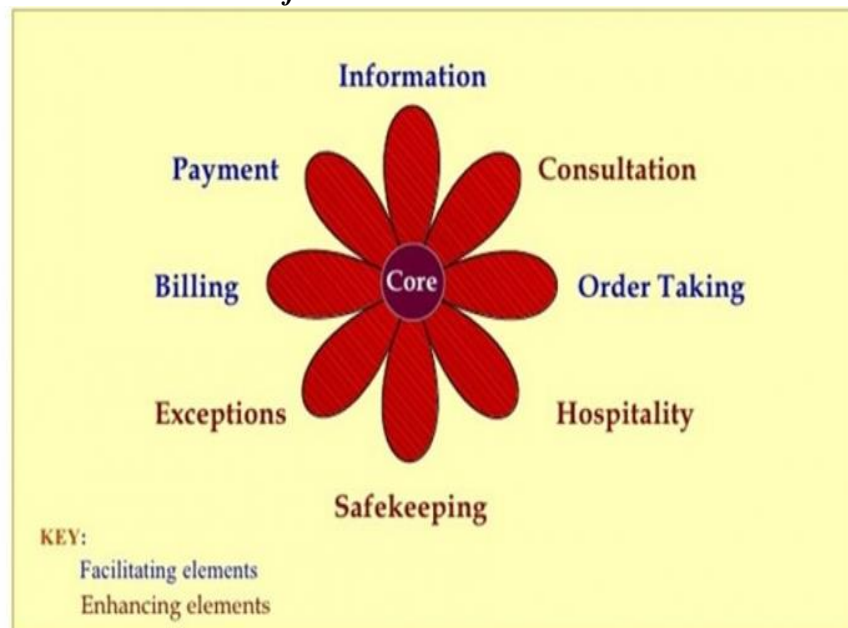 Information
Payment
Consultation
Core
Billing
Order Taking
Exceptions
Hospitality
Safekeeping
KEY:
Facilitating elements
Enhancing elements